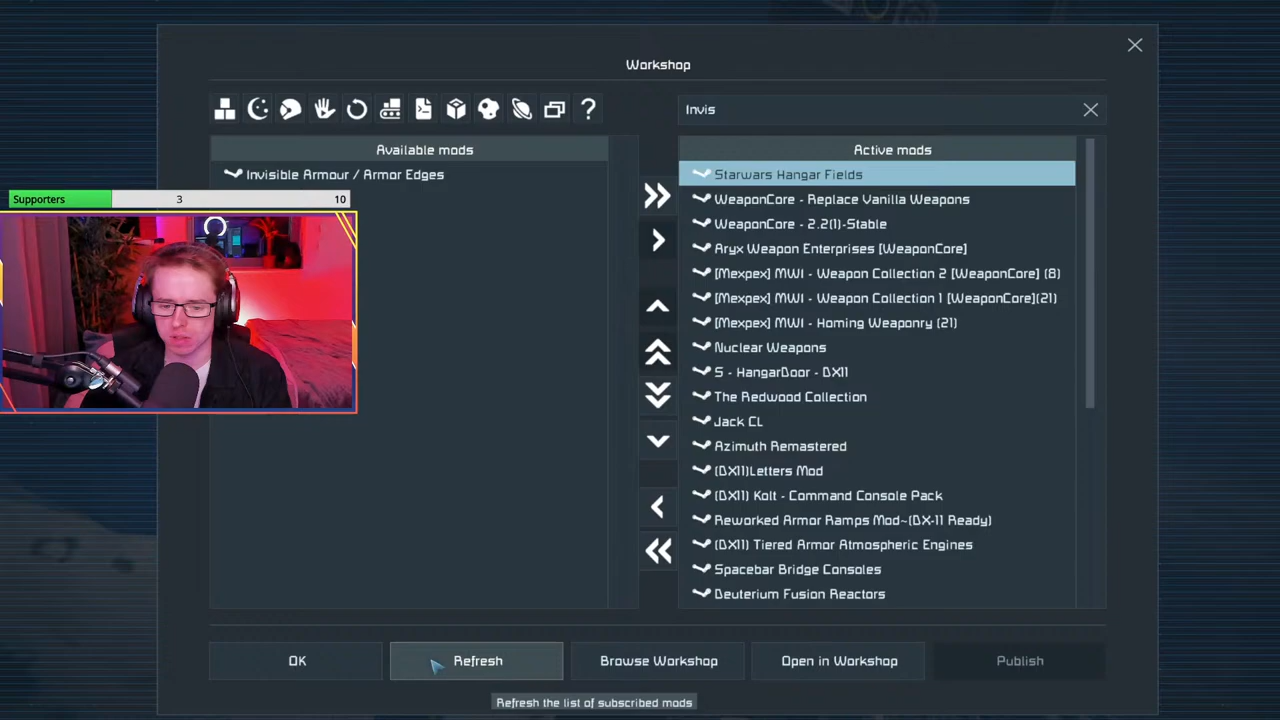 Workshop
Invis
Available mods
Active mods
Invisible Armour / Armor Edges
Starwars Hangar Fields
Supporters 3 10
WeaponCore - Replace Vanilla Weapons
WeaponCore - 2.2(1)-Stable
Aryx Weapon Enterprises [WeaponCore]
[Mexpex] MWI - Weapon Collection 2 [WeaponCore] (8)
[Mexpex] MWI - Weapon Collection 1 [WeaponCore](21)
[Mexpex] MWI - Homing Weaponry (21)
Nuclear Weapons
S - HangarDoor - DX11
The Redwood Collection
Jack CL
Azimuth Remastered
(DX11)Letters Mod
(DX11) Kolt - Command Console Pack
Reworked Armor Ramps Mod~(DX-11 Ready)
(DX11) Tiered Armor Atmospheric Engines
Spacebar Bridge Consoles
Deuterium Fusion Reactors
OK
Refresh
Browse Workshop
Open in Workshop
Publish
Refresh the list of subscribed mods